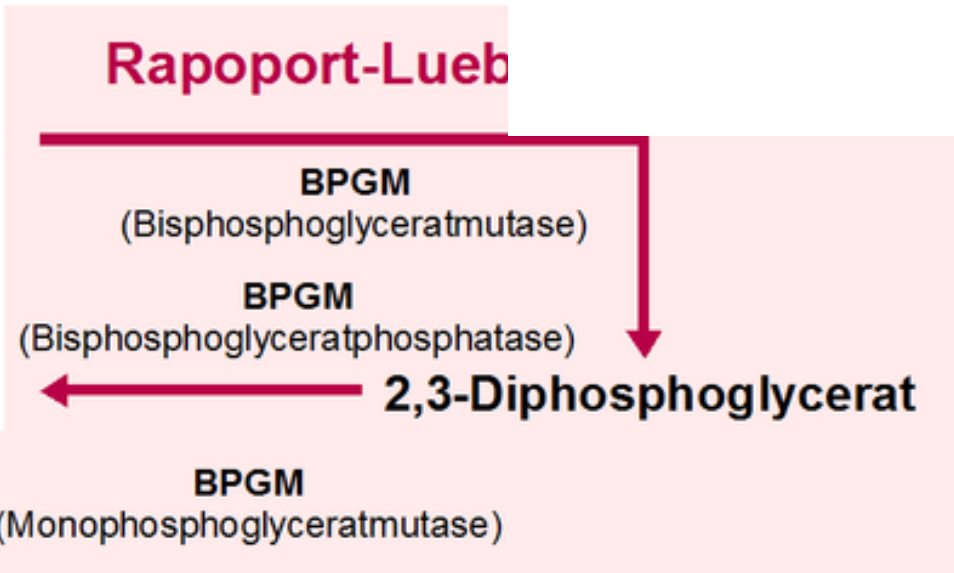 Rapoport-Lueb
BPGM
(Bisphosphoglyceratmutase)
BPGM
(Bisphosphoglyceratphosphatase)
2,3-Diphosphoglycerat
BPGM
(Monophosphoglyceratmutase)